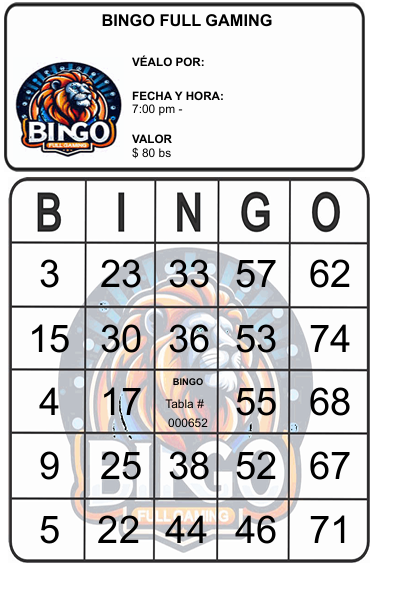 BINGO FULL GAMING
VÉALO POR:
FECHA Y HORA:
7:00 pm -
VALOR
$ 80 bs
BINGO
FULL GAMING
B I N G O
3 23 33 57 62
15 30 36 53 74
4 17 BINGO Tabla # 000652 55 68
9 25 38 52 67
5 22 44 46 71
BINGO
FULL GAMING